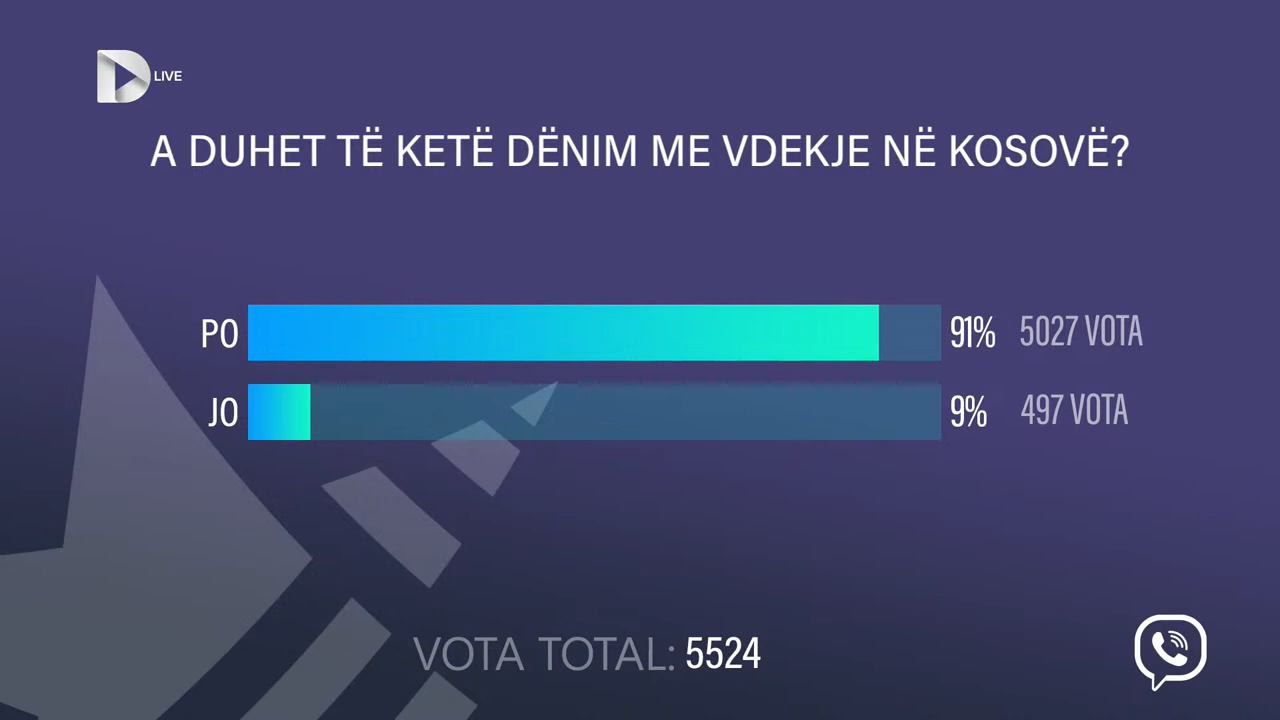 D LIVE
A DUHET TË KETË DËNIM ME VDEKJE NË KOSOVË?
PO 91% 5027 VOTA
JO 9% 497 VOTA
VOTA TOTAL: 5524